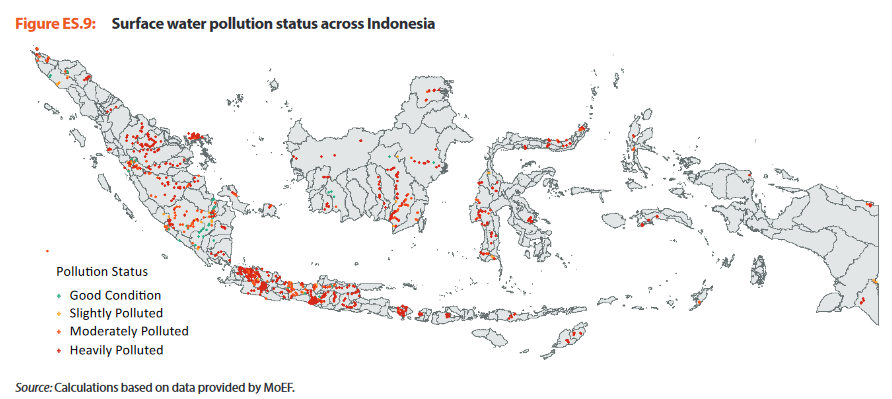 Figure ES.9: Surface water pollution status across Indonesia
Pollution Status
Good Condition
Slightly Polluted
Moderately Polluted
Heavily Polluted
Source: Calculations based on data provided by MoEF.